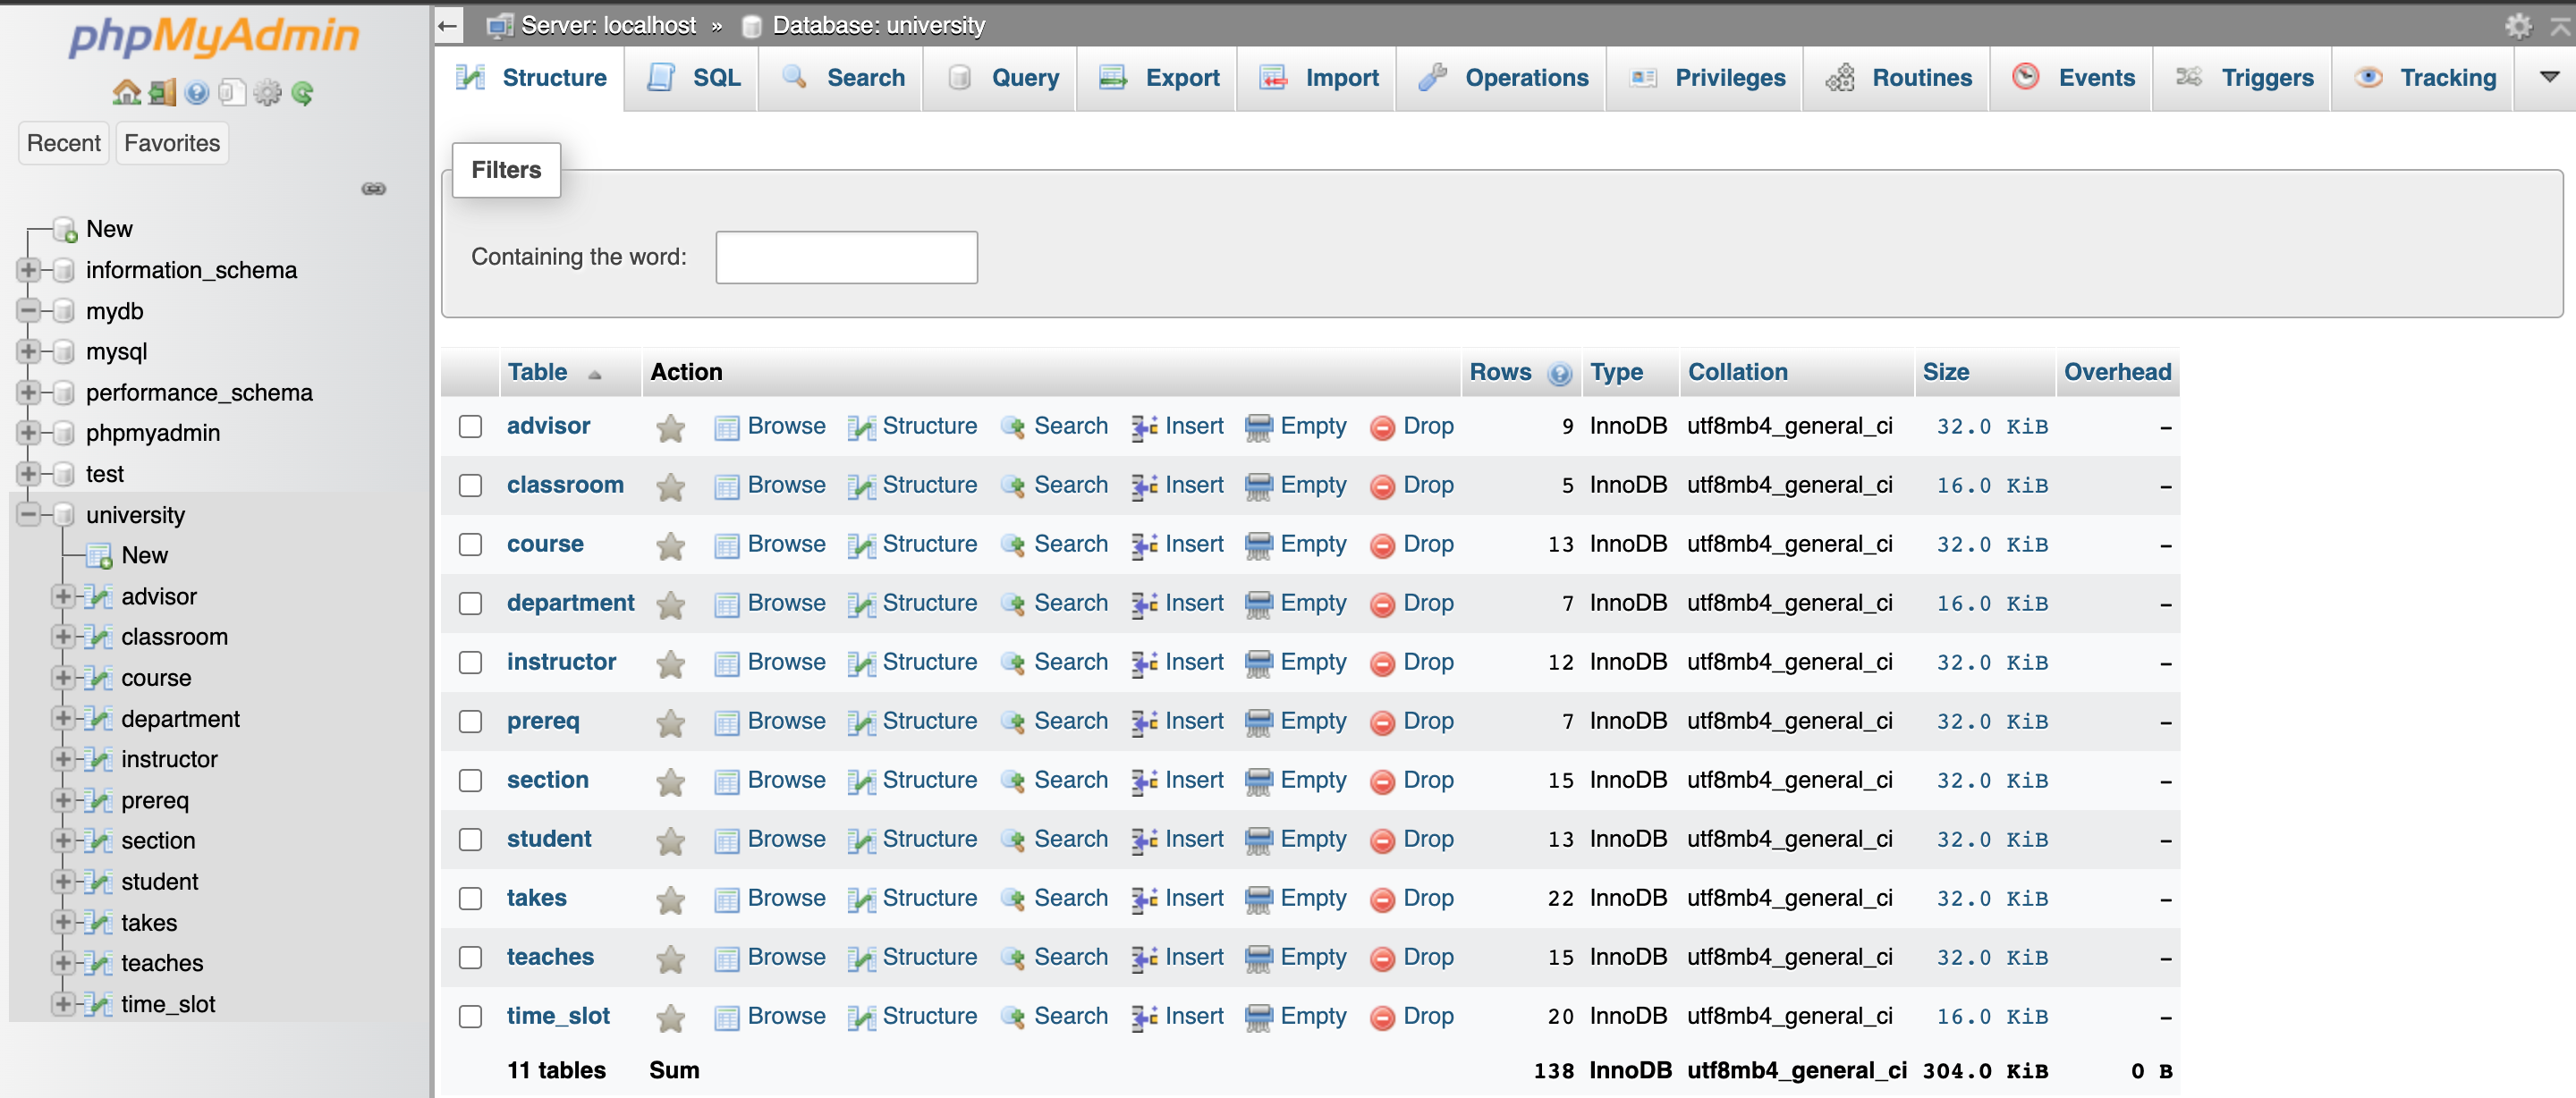 phpMyAdmin
Recent Favorites
New
information_schema
mydb
mysql
performance_schema
phpmyadmin
test
university
New
advisor
classroom
course
department
instructor
prereq
section
student
takes
teaches
time_slot
Server: localhost » Database: university
Structure SQL Search Query Export Import Operations Privileges Routines Events Triggers Tracking
Filters
Containing the word:
Table Action Rows Type Collation Size Overhead
advisor Browse Structure Search Insert Empty Drop 9 InnoDB utf8mb4_general_ci 32.0 KiB –
classroom Browse Structure Search Insert Empty Drop 5 InnoDB utf8mb4_general_ci 16.0 KiB –
course Browse Structure Search Insert Empty Drop 13 InnoDB utf8mb4_general_ci 32.0 KiB –
department Browse Structure Search Insert Empty Drop 7 InnoDB utf8mb4_general_ci 16.0 KiB –
instructor Browse Structure Search Insert Empty Drop 12 InnoDB utf8mb4_general_ci 32.0 KiB –
prereq Browse Structure Search Insert Empty Drop 7 InnoDB utf8mb4_general_ci 32.0 KiB –
section Browse Structure Search Insert Empty Drop 15 InnoDB utf8mb4_general_ci 32.0 KiB –
student Browse Structure Search Insert Empty Drop 13 InnoDB utf8mb4_general_ci 32.0 KiB –
takes Browse Structure Search Insert Empty Drop 22 InnoDB utf8mb4_general_ci 32.0 KiB –
teaches Browse Structure Search Insert Empty Drop 15 InnoDB utf8mb4_general_ci 32.0 KiB –
time_slot Browse Structure Search Insert Empty Drop 20 InnoDB utf8mb4_general_ci 16.0 KiB –
11 tables Sum 138 InnoDB utf8mb4_general_ci 304.0 KiB 0 B